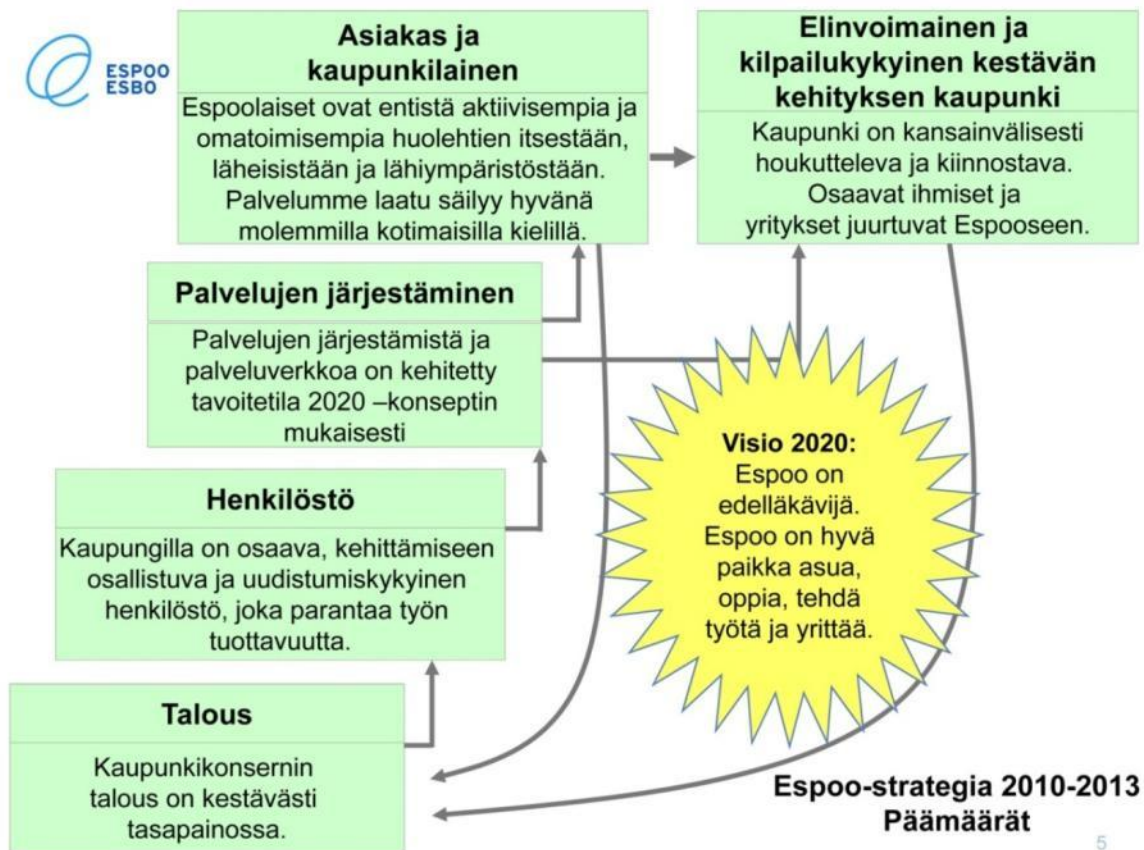 ESPOO
ESBO
Asiakas ja
kaupunkilainen
Espoolaiset ovat entistä aktiivisempia ja
omatoimisempia huolehtien itsestään,
läheisistään ja lähiympäristöstään.
Palvelumme laatu säilyy hyvänä
molemmilla kotimaisilla kielillä.
Elinvoimainen ja
kilpailukykyinen kestävän
kehityksen kaupunki
Kaupunki on kansainvälisesti
houkutteleva ja kiinnostava.
Osaavat ihmiset ja
yritykset juurtuvat Espooseen.
Palvelujen järjestäminen
Palvelujen järjestämistä ja
palveluverkkoa on kehitetty
tavoitetila 2020 –konseptin
mukaisesti
Visio 2020:
Espoo on
edelläkävijä.
Espoo on hyvä
paikka asua,
oppia, tehdä
työtä ja yrittää.
Henkilöstö
Kaupungilla on osaava, kehittämiseen
osallistuva ja uudistumiskykyinen
henkilöstö, joka parantaa työn
tuottavuutta.
Talous
Kaupunkikonsernin
talous on kestävästi
tasapainossa.
Espoo-strategia 2010-2013
Päämäärät
5